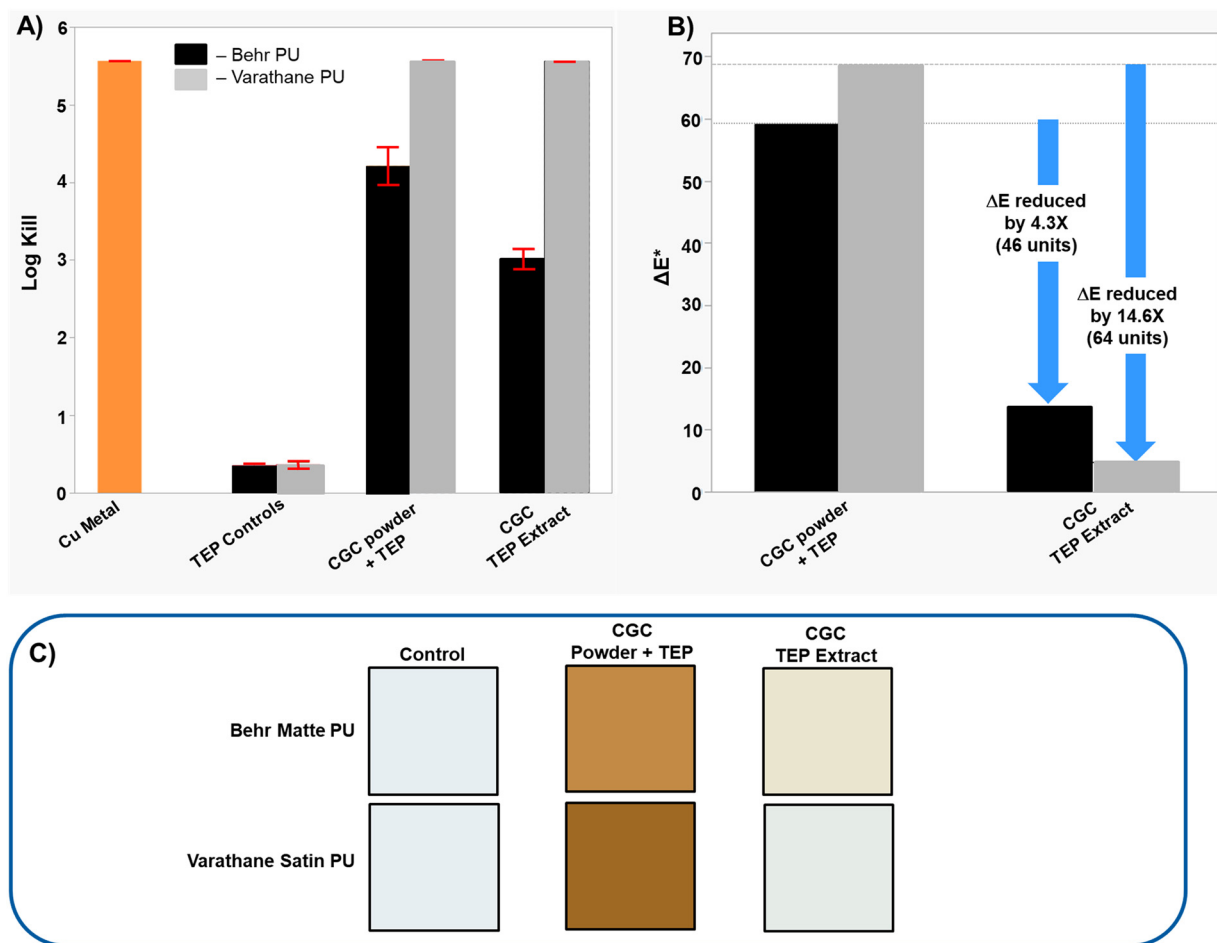 A)
6
5
4
3
2
1
0
Log Kill
– Behr PU
– Varathane PU
Cu Metal
TEP Controls
CGC powder
+ TEP
CGC
TEP Extract
B)
70
60
50
40
30
20
10
0
ΔE*
ΔE reduced
by 4.3X
(46 units)
ΔE reduced
by 14.6X
(64 units)
CGC powder
+ TEP
CGC
TEP Extract
C)
Control
CGC
Powder + TEP
CGC
TEP Extract
Behr Matte PU
Varathane Satin PU